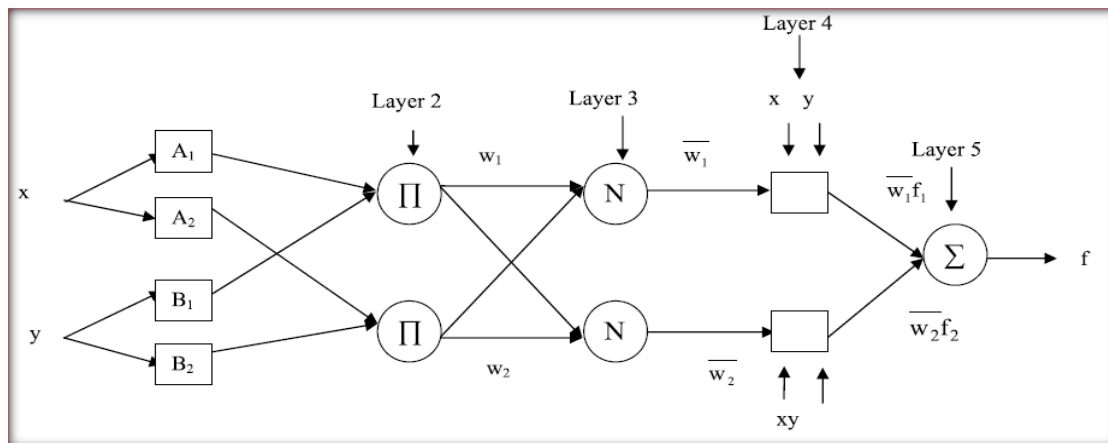 Layer 4
Layer 2
Layer 3
x y
Layer 5
x
A₁
A₂
∏
w₁
N
w̅₁
w̅₁f₁
∑
f
y
B₁
B₂
∏
w₂
N
w̅₂
w̅₂f₂
xy